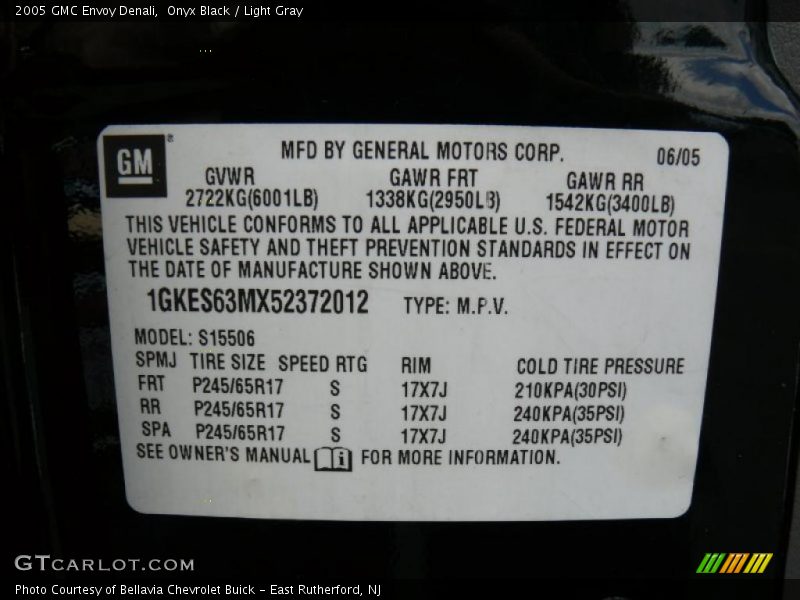 2005 GMC Envoy Denali,  Onyx Black / Light Gray
GM ®
MFD BY GENERAL MOTORS CORP. 06/05
GVWR GAWR FRT GAWR RR
2722KG(6001LB) 1338KG(2950LB) 1542KG(3400LB)
THIS VEHICLE CONFORMS TO ALL APPLICABLE U.S. FEDERAL MOTOR
VEHICLE SAFETY AND THEFT PREVENTION STANDARDS IN EFFECT ON
THE DATE OF MANUFACTURE SHOWN ABOVE.
1GKES63MX52372012 TYPE: M.P.V.
MODEL: S15506
SPMJ TIRE SIZE SPEED RTG RIM COLD TIRE PRESSURE
FRT P245/65R17 S 17X7J 210KPA(30PSI)
RR P245/65R17 S 17X7J 240KPA(35PSI)
SPA P245/65R17 S 17X7J 240KPA(35PSI)
SEE OWNER'S MANUAL i FOR MORE INFORMATION.
GTCARLOT.COM
Photo Courtesy of Bellavia Chevrolet Buick - East Rutherford, NJ